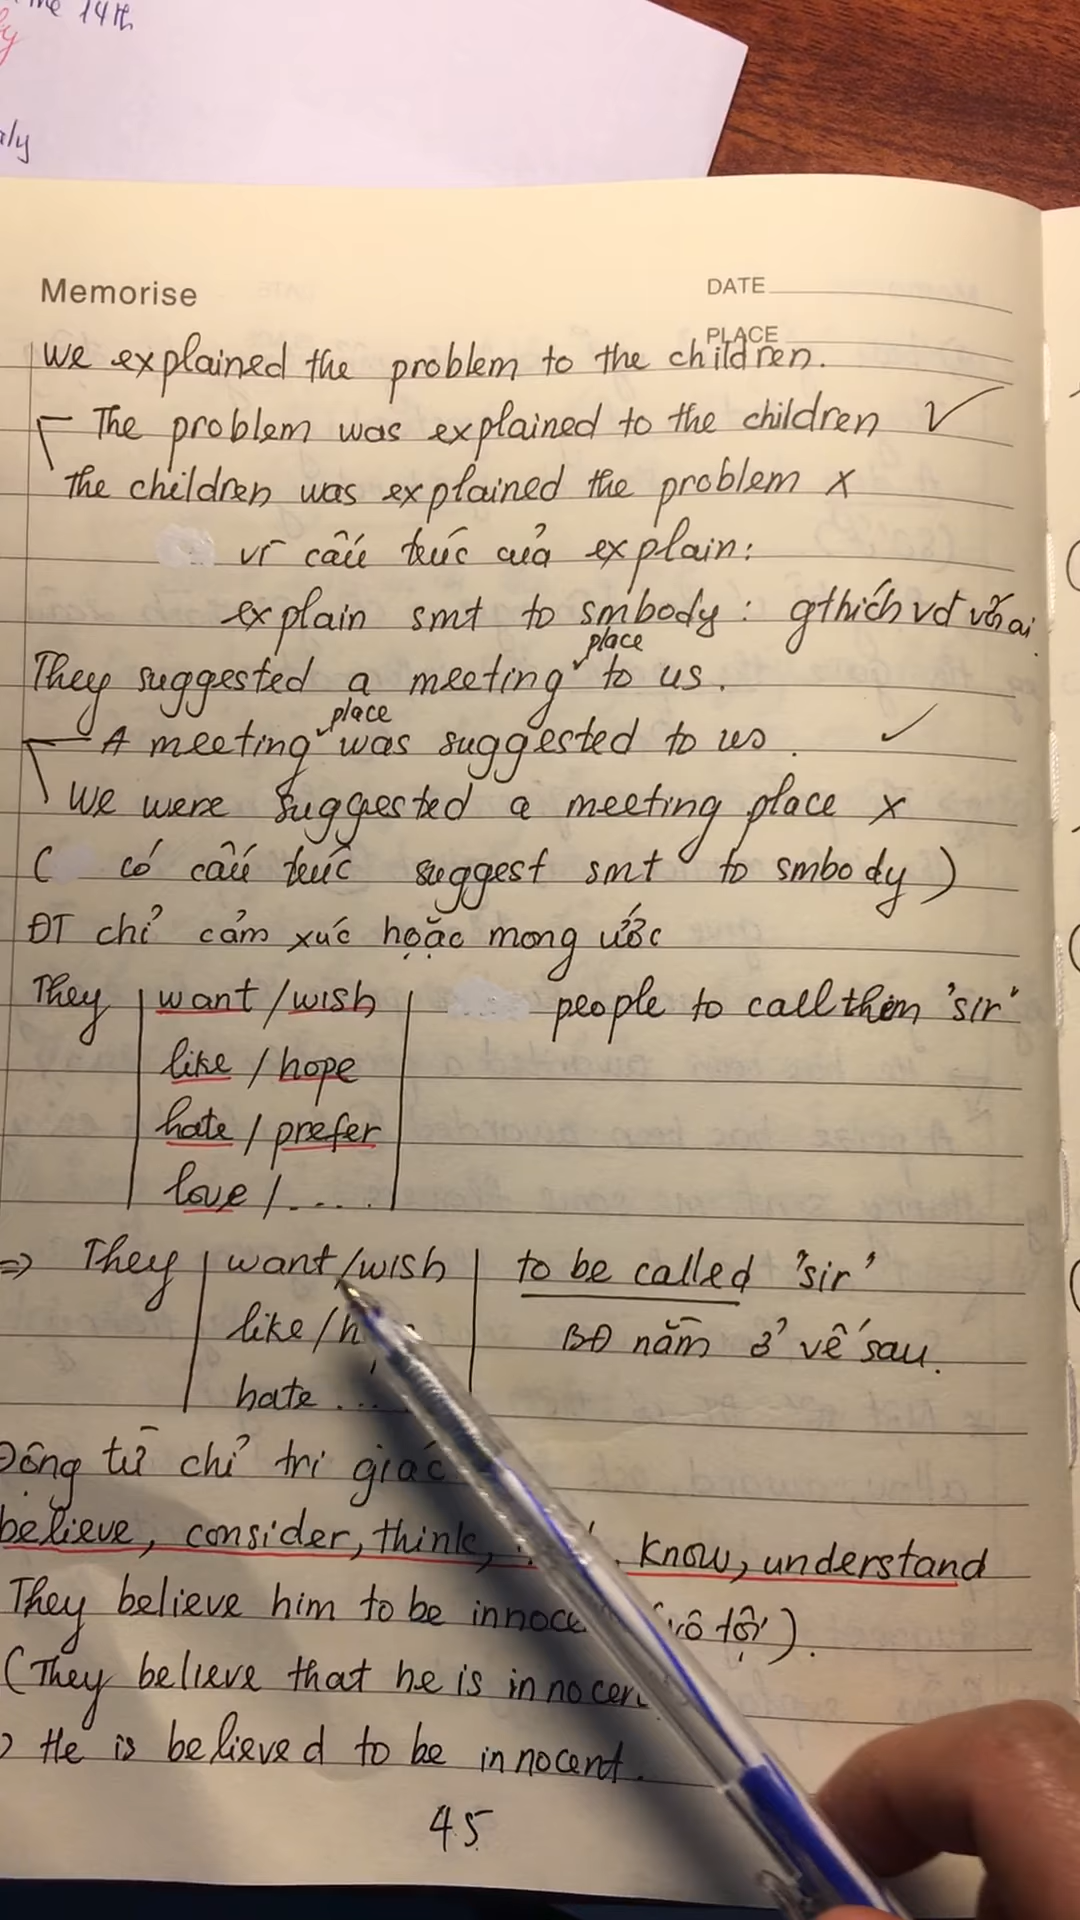 the 14th
aly
Memorise
DATE
PLACE
We explained the problem to the children.
The problem was explained to the children ✓
The children was explained the problem x
vì cấu trúc của explain:
explain smt to smbody: gthích vđ với ai.
place
They suggested a meeting to us.
place
A meeting was suggested to us. ✓
We were suggested a meeting place x
( có cấu trúc suggest smt to smbody )
ĐT chỉ cảm xúc hoặc mong ước
They want / wish people to call them 'sir'
like / hope
hate / prefer
love / ....
=> They want / wish to be called 'sir'
like / h BĐ nằm ở vế sau.
hate ...
Động từ chỉ tri giác
believe, consider, think, know, understand
They believe him to be (vô tội).
(They believe that he is
He is believed to be innocent.
45